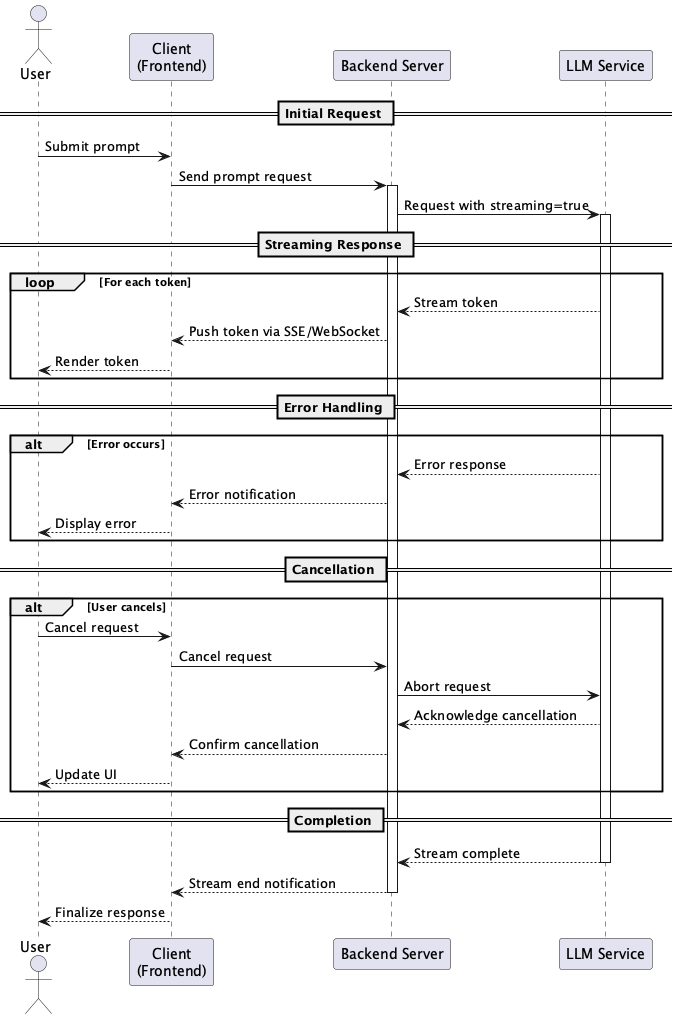 User
Client
(Frontend)
Backend Server
LLM Service
Initial Request
Submit prompt
Send prompt request
Request with streaming=true
Streaming Response
loop [For each token]
Stream token
Push token via SSE/WebSocket
Render token
Error Handling
alt [Error occurs]
Error response
Error notification
Display error
Cancellation
alt [User cancels]
Cancel request
Cancel request
Abort request
Acknowledge cancellation
Confirm cancellation
Update UI
Completion
Stream complete
Stream end notification
Finalize response
User
Client
(Frontend)
Backend Server
LLM Service